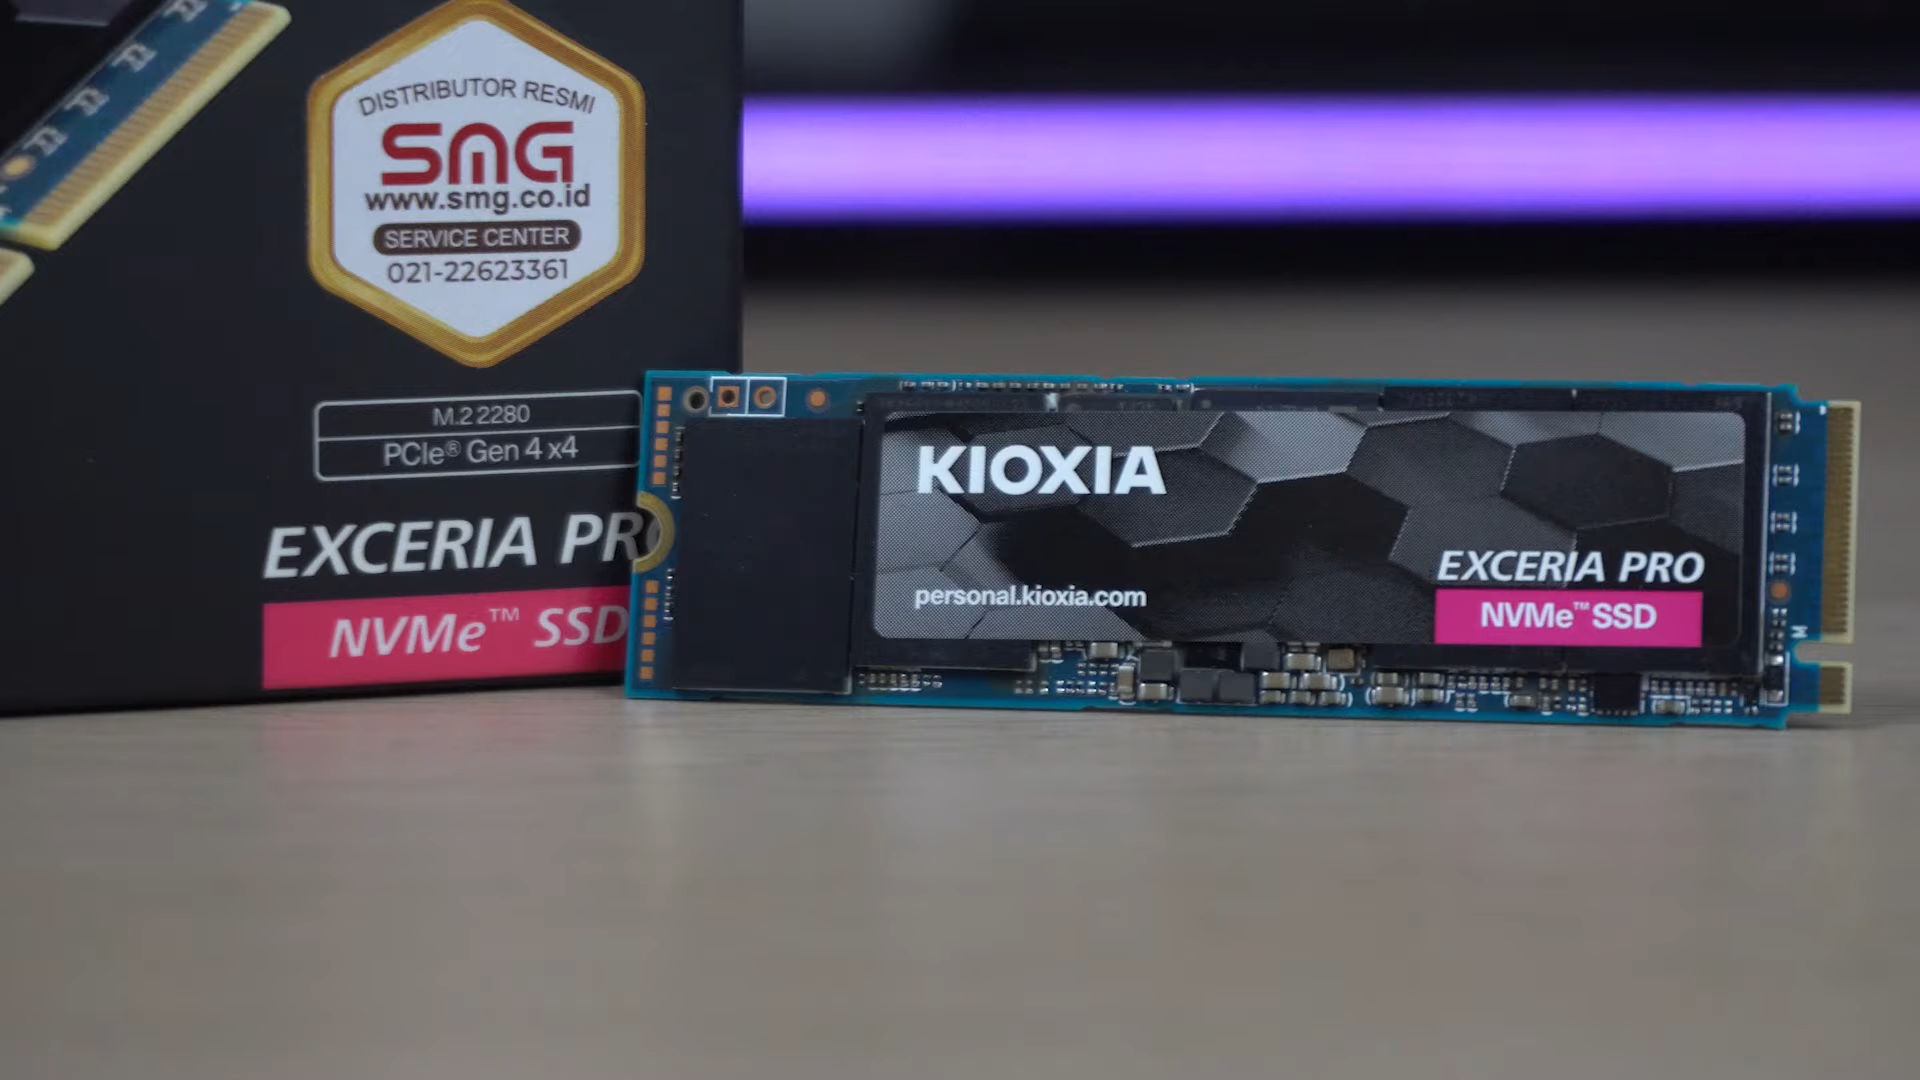 DISTRIBUTOR RESMI
SMG
www.smg.co.id
SERVICE CENTER
021-22623361
M.2 2280
PCIe® Gen 4 x4
EXCERIA PRO
NVMe™ SSD
KIOXIA
personal.kioxia.com
EXCERIA PRO
NVMe™ SSD
M